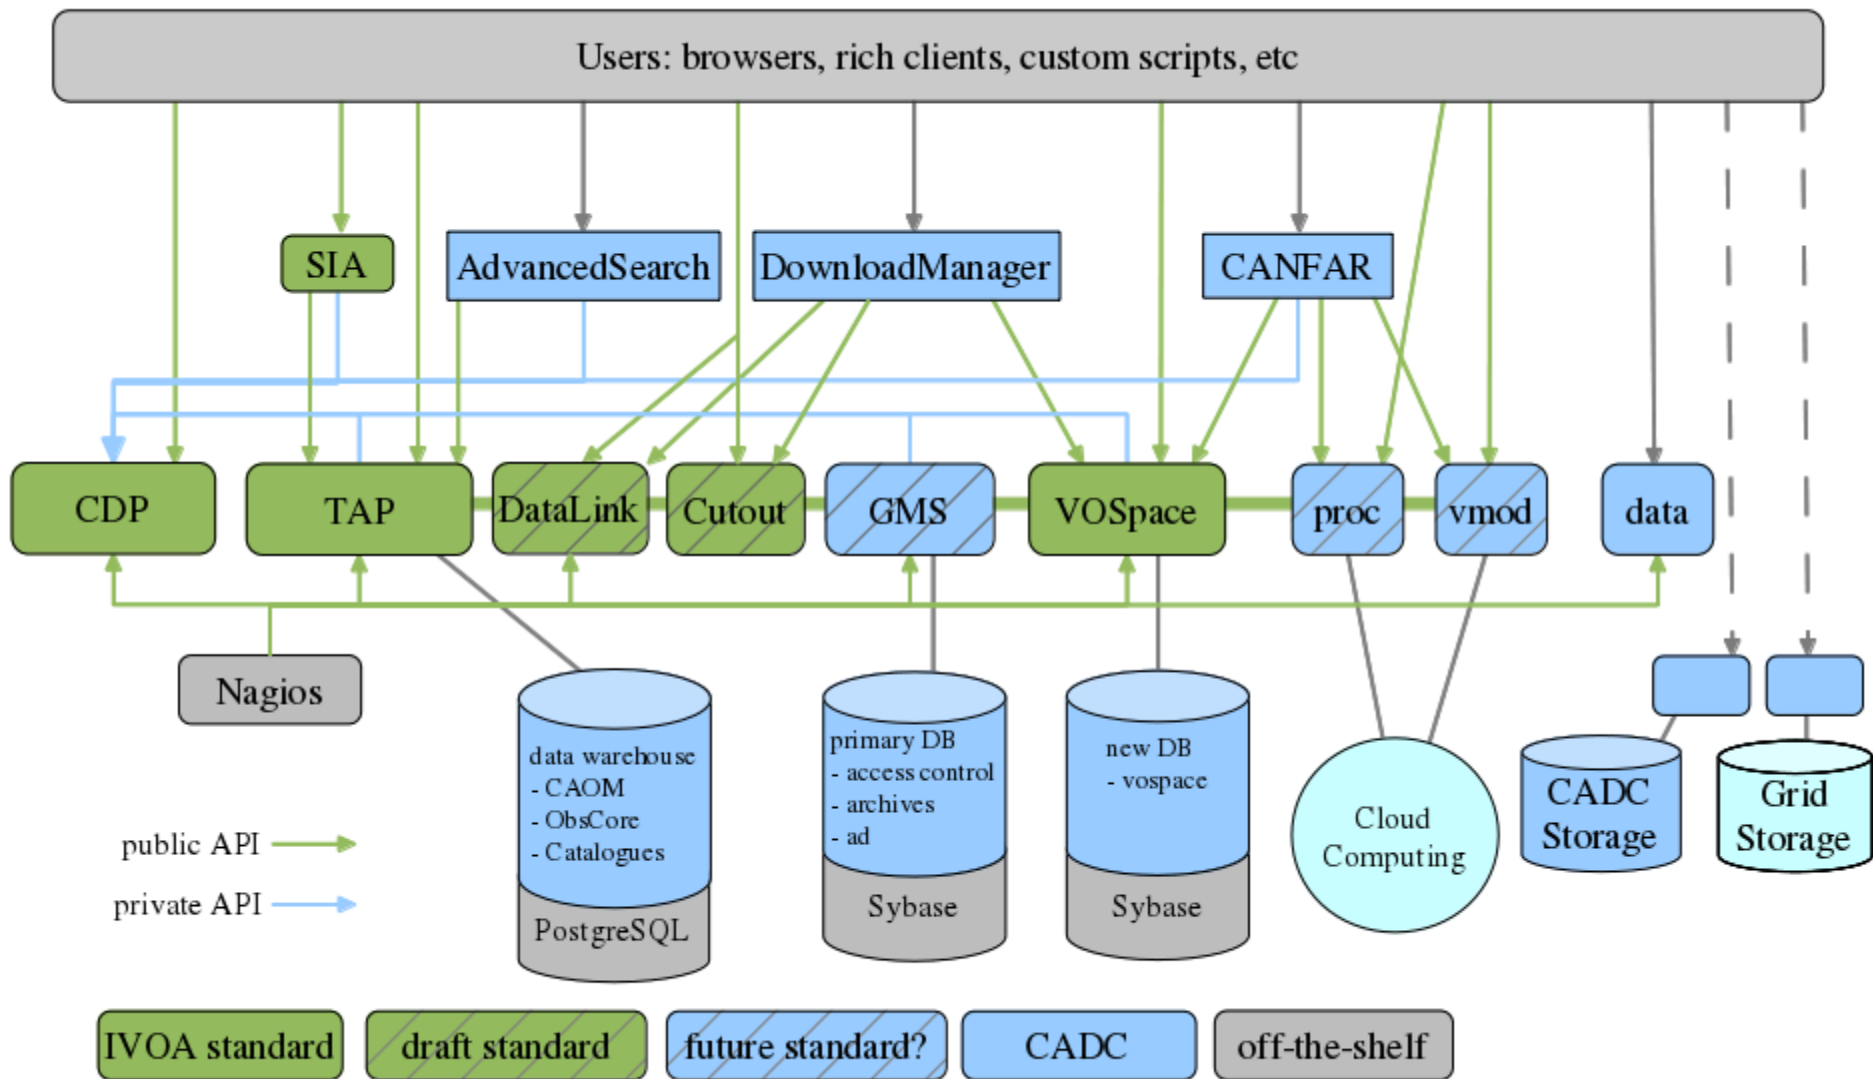 Users: browsers, rich clients, custom scripts, etc
SIA
AdvancedSearch
DownloadManager
CANFAR
CDP
TAP
DataLink
Cutout
GMS
VOSpace
proc
vmod
data
Nagios
data warehouse
- CAOM
- ObsCore
- Catalogues
PostgreSQL
primary DB
- access control
- archives
- ad
Sybase
new DB
- vospace
Sybase
Cloud
Computing
CADC
Storage
Grid
Storage
public API
private API
IVOA standard
draft standard
future standard?
CADC
off-the-shelf